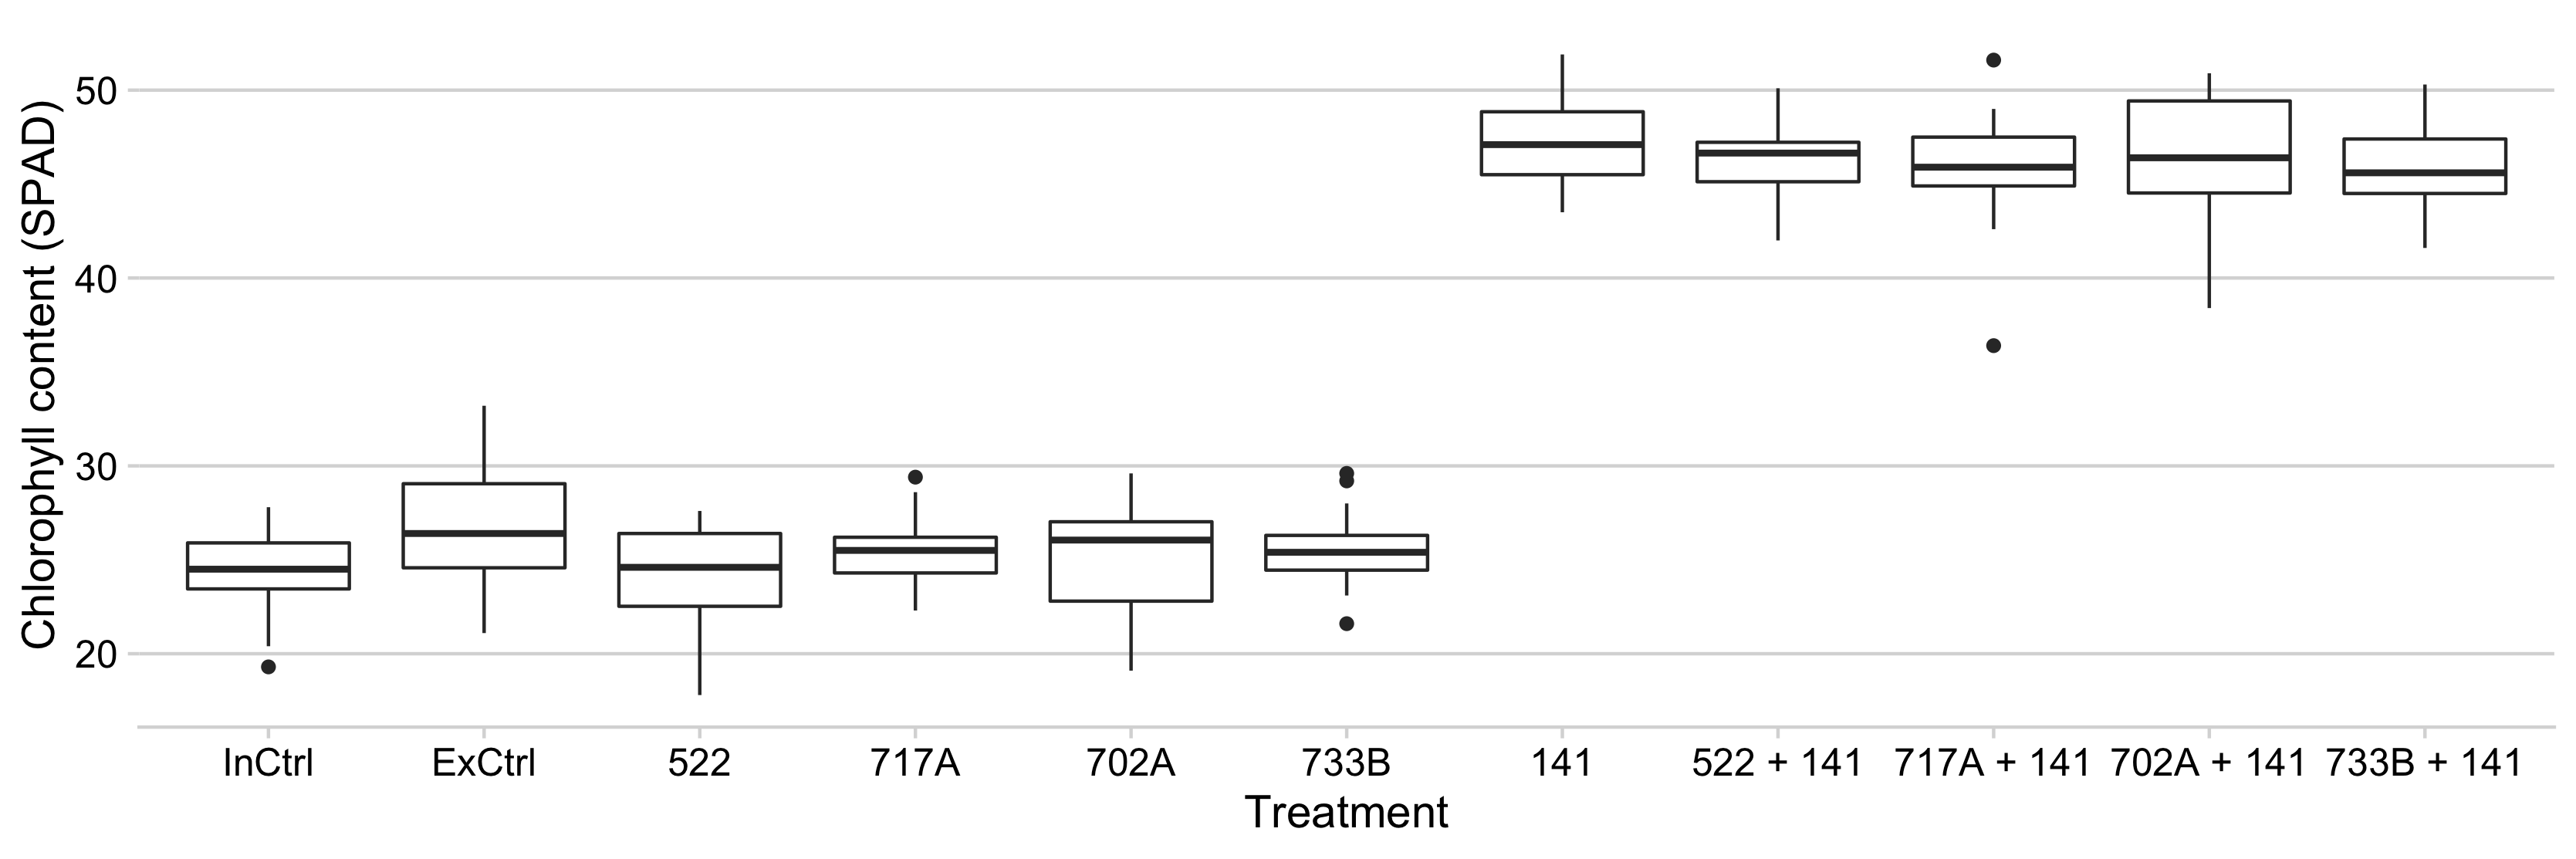 Chlorophyll content (SPAD)
50
40
30
20
InCtrl ExCtrl 522 717A 702A 733B 141 522 + 141 717A + 141 702A + 141 733B + 141
Treatment